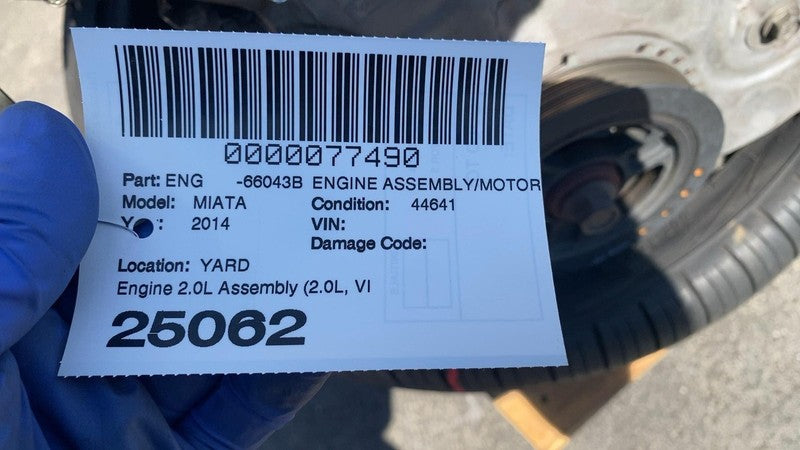 0000077490
Part: ENG -66043B ENGINE ASSEMBLY/MOTOR
Model: MIATA Condition: 44641
Y : 2014 VIN:
Damage Code:
Location: YARD
Engine 2.0L Assembly (2.0L, VI
25062